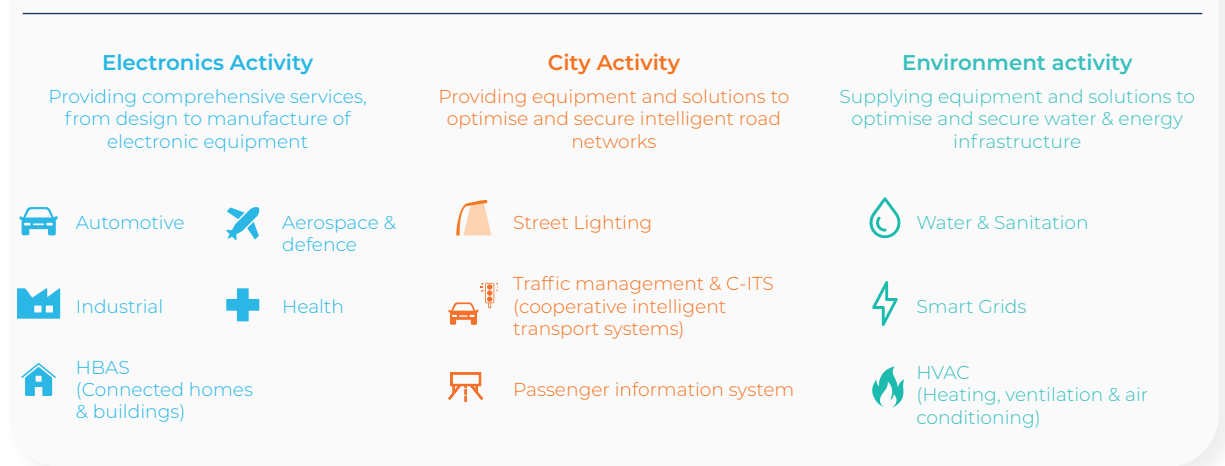 Electronics Activity
Providing comprehensive services,
from design to manufacture of
electronic equipment
Automotive
Aerospace &
defence
Industrial
Health
HBAS
(Connected homes
& buildings)
City Activity
Providing equipment and solutions to
optimise and secure intelligent road
networks
Street Lighting
Traffic management & C-ITS
(cooperative intelligent
transport systems)
Passenger information system
Environment activity
Supplying equipment and solutions to
optimise and secure water & energy
infrastructure
Water & Sanitation
Smart Grids
HVAC
(Heating, ventilation & air
conditioning)